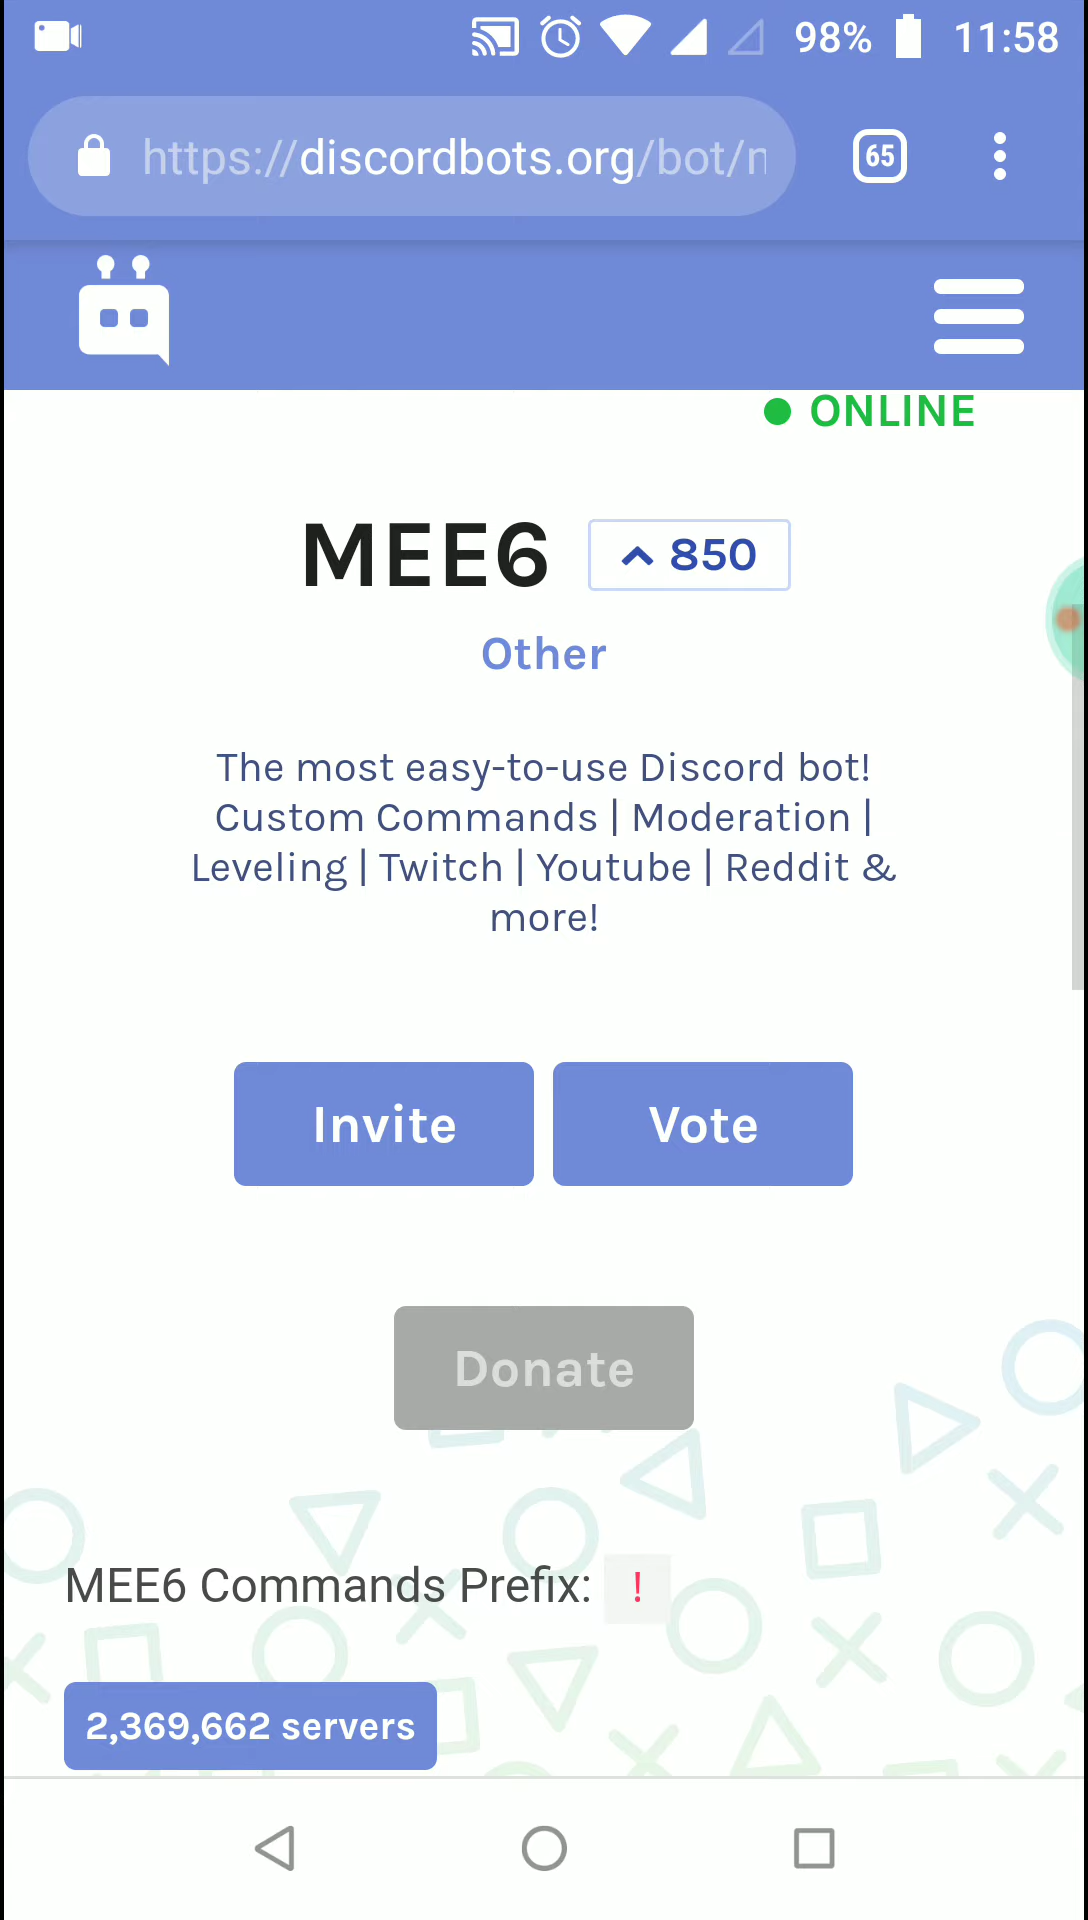 98% 11:58
https://discordbots.org/bot/
65
ONLINE
MEE6 850
Other
The most easy-to-use Discord bot!
Custom Commands | Moderation |
Leveling | Twitch | Youtube | Reddit &
more!
Invite Vote
Donate
MEE6 Commands Prefix: !
2,369,662 servers